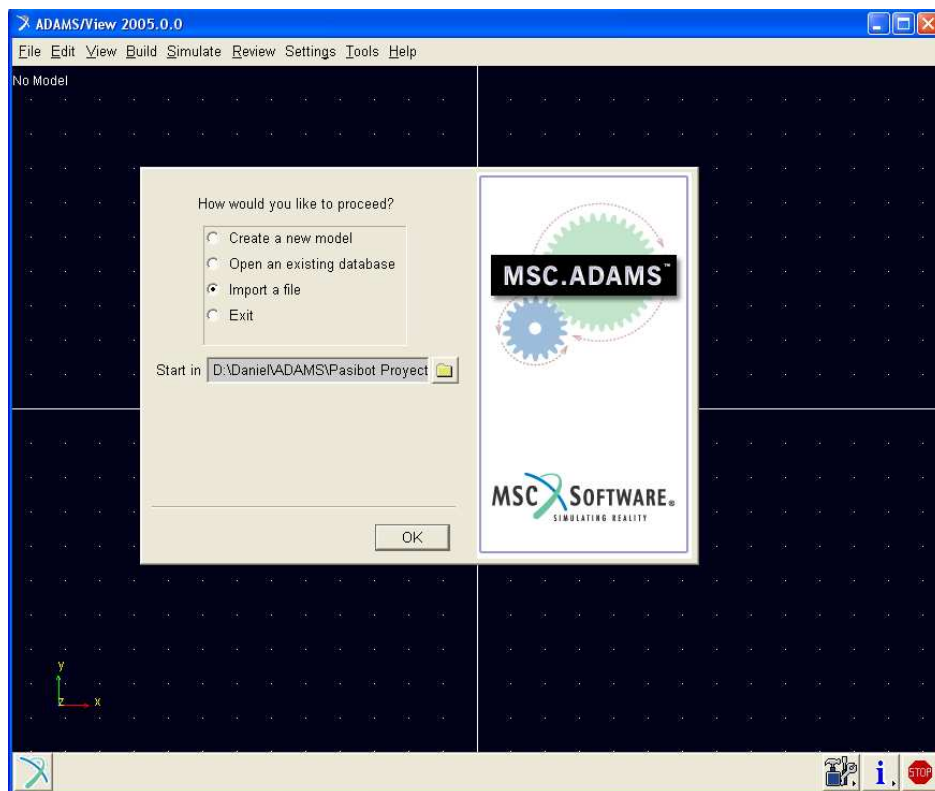 ADAMS/View 2005.0.0
File Edit View Build Simulate Review Settings Tools Help
No Model
How would you like to proceed?
Create a new model
Open an existing database
Import a file
Exit
Start in D:\Daniel\ADAMS\Pasibot Proyect
OK
MSC.ADAMS™
MSC SOFTWARE®
SIMULATING REALITY
y
z x
i
STOP